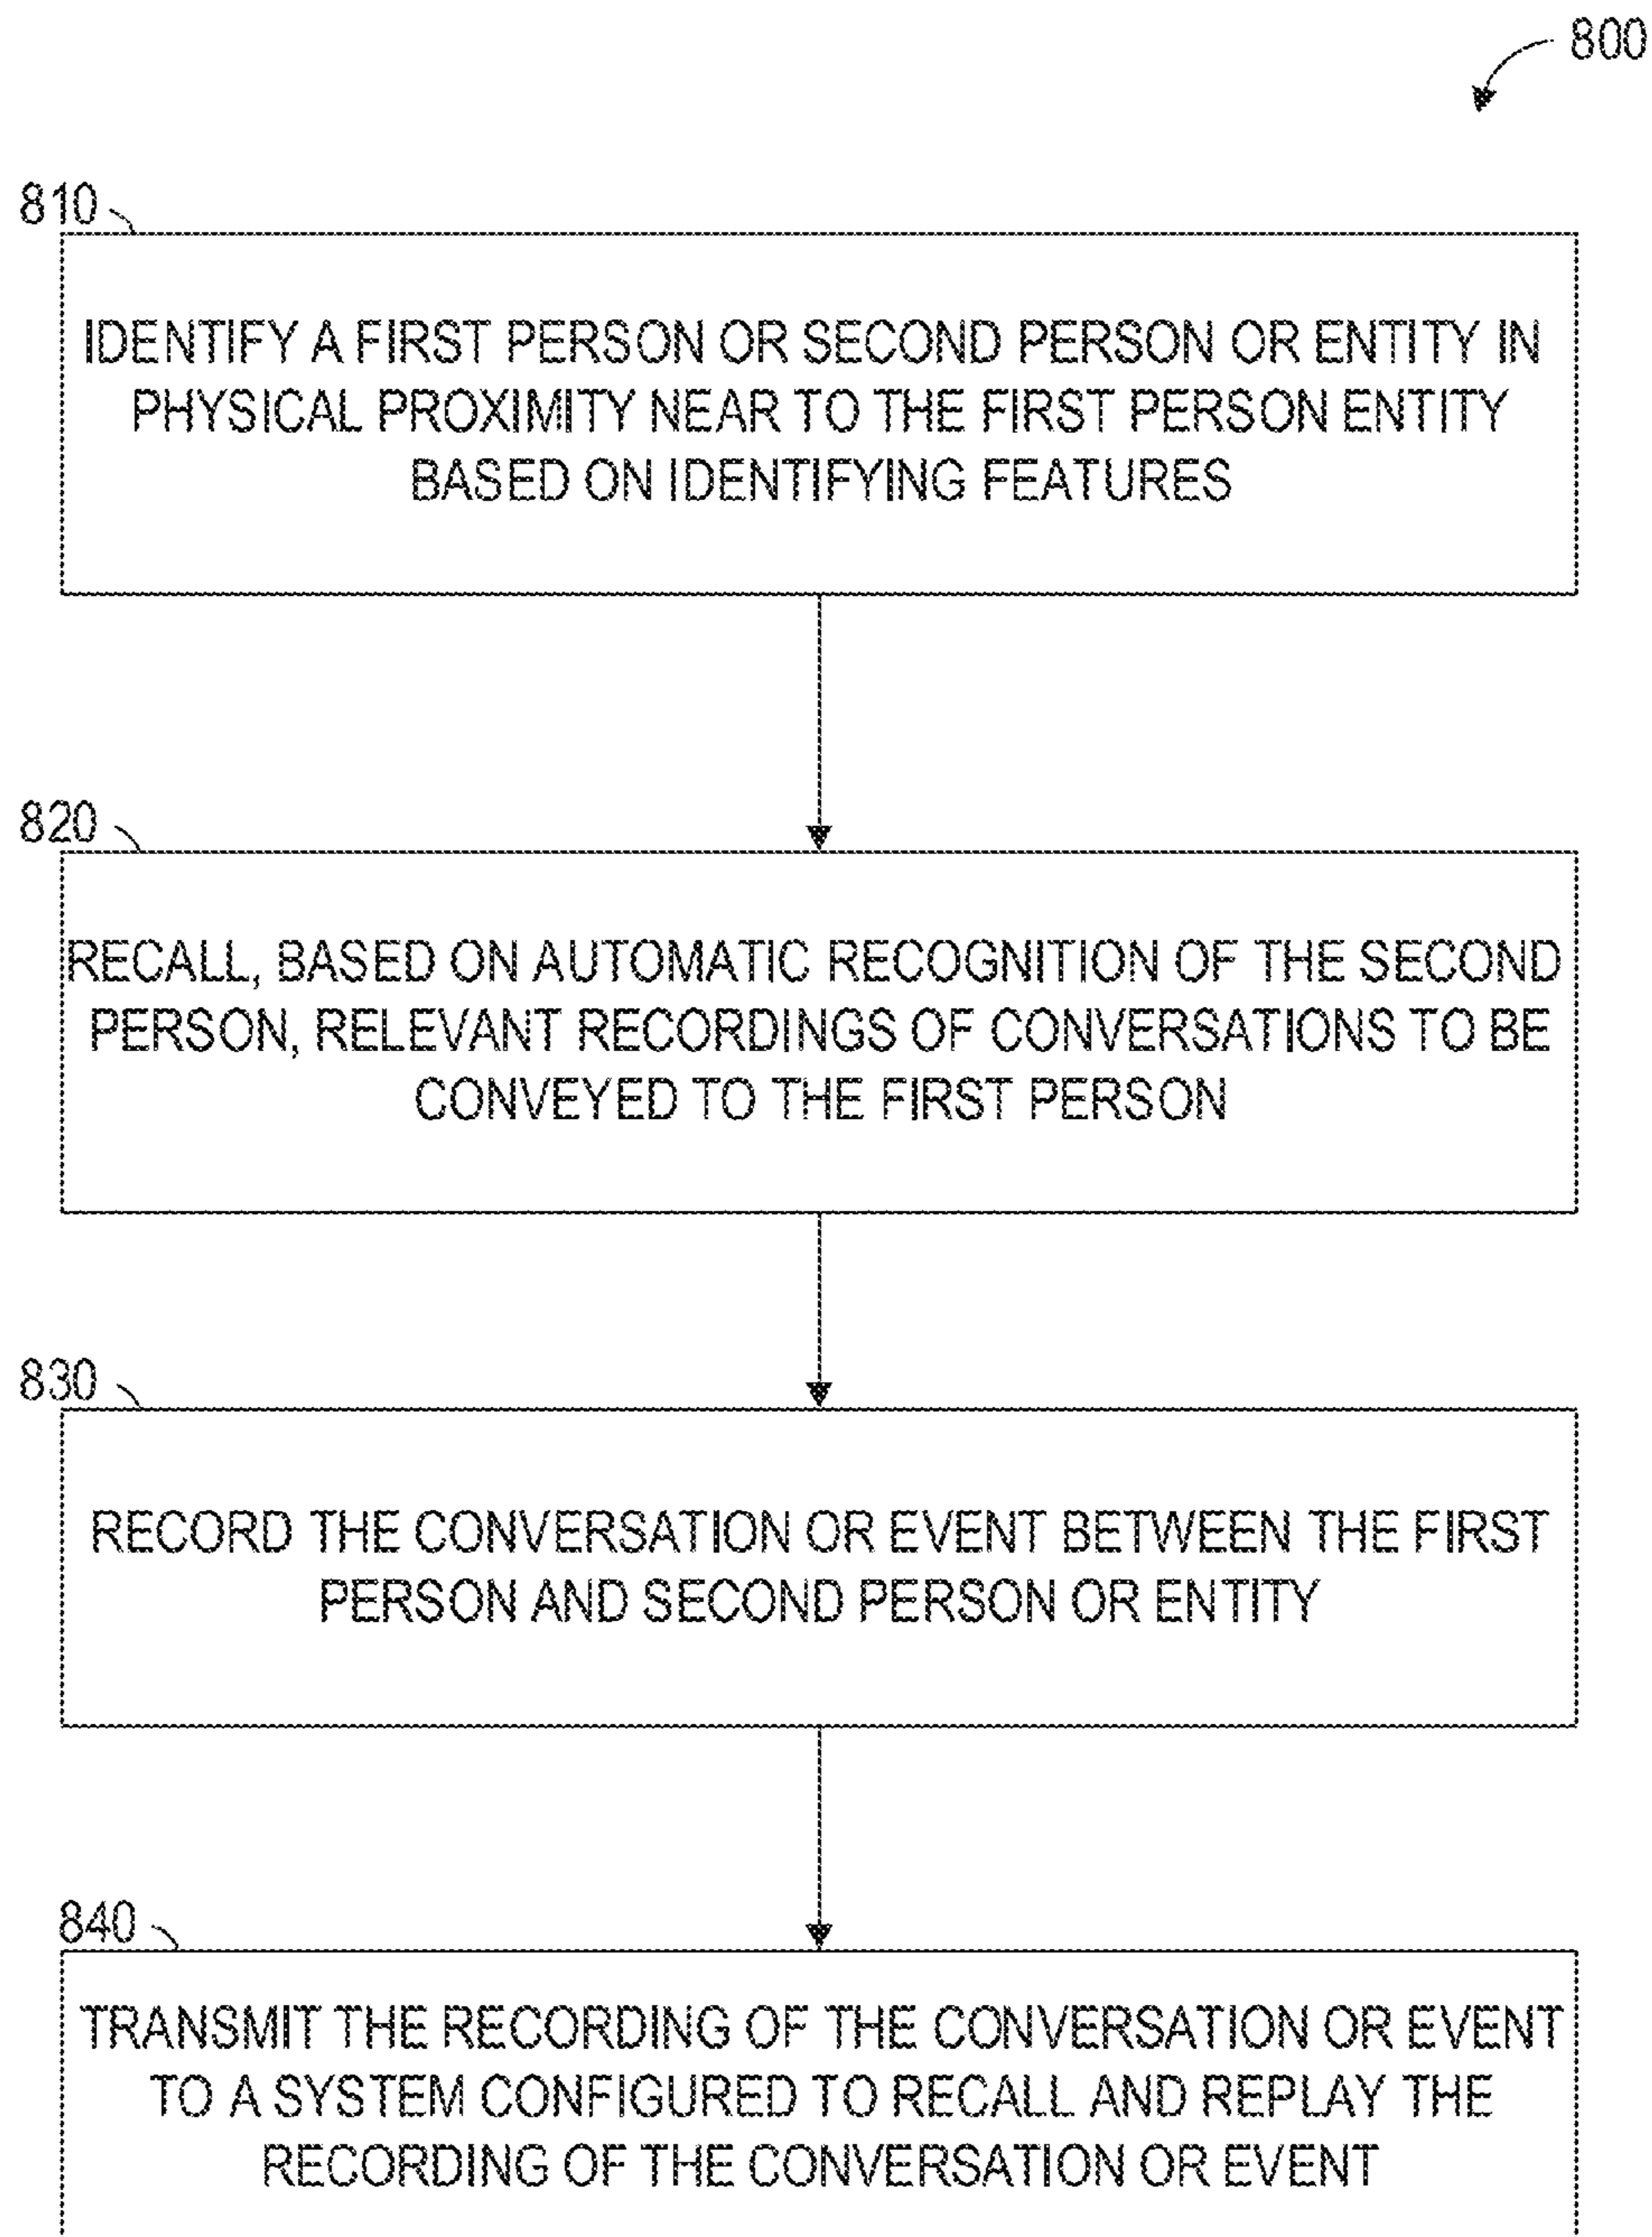 800
810
IDENTIFY A FIRST PERSON OR SECOND PERSON OR ENTITY IN
PHYSICAL PROXIMITY NEAR TO THE FIRST PERSON ENTITY
BASED ON IDENTIFYING FEATURES
820
RECALL, BASED ON AUTOMATIC RECOGNITION OF THE SECOND
PERSON, RELEVANT RECORDINGS OF CONVERSATIONS TO BE
CONVEYED TO THE FIRST PERSON
830
RECORD THE CONVERSATION OR EVENT BETWEEN THE FIRST
PERSON AND SECOND PERSON OR ENTITY
840
TRANSMIT THE RECORDING OF THE CONVERSATION OR EVENT
TO A SYSTEM CONFIGURED TO RECALL AND REPLAY THE
RECORDING OF THE CONVERSATION OR EVENT